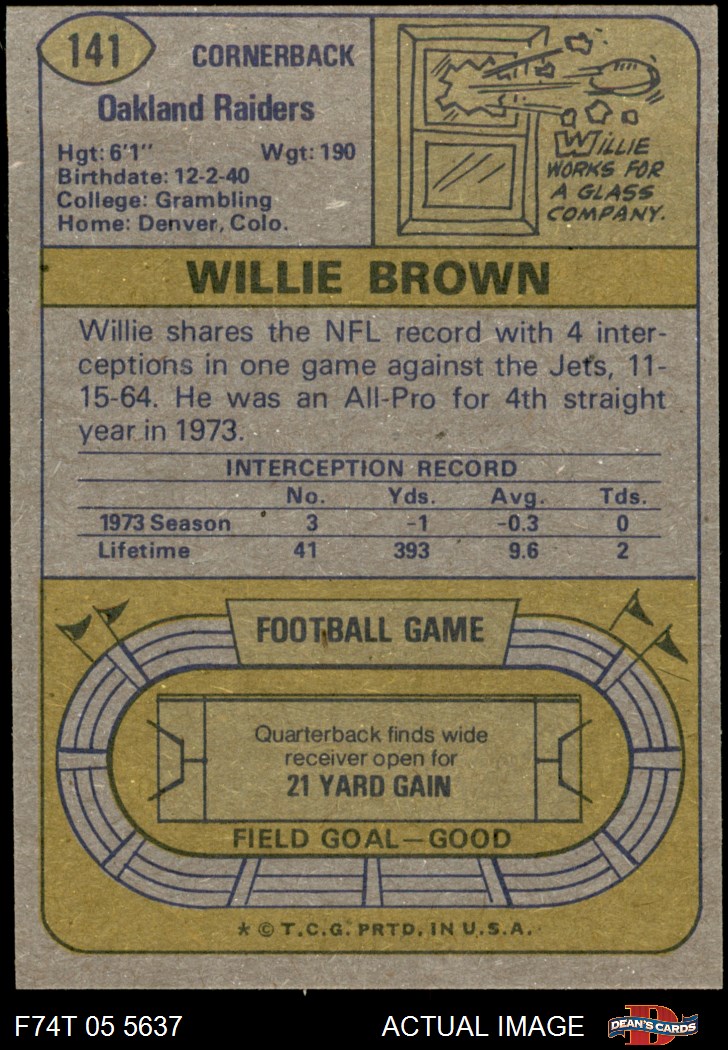 141
CORNERBACK
Oakland Raiders
Hgt: 6'1" Wgt: 190
Birthdate: 12-2-40
College: Grambling
Home: Denver, Colo.
WILLIE
WORKS FOR
A GLASS
COMPANY.
WILLIE BROWN
Willie shares the NFL record with 4 inter-
ceptions in one game against the Jets, 11-
15-64. He was an All-Pro for 4th straight
year in 1973.
INTERCEPTION RECORD
No. Yds. Avg. Tds.
1973 Season 3 -1 -0.3 0
Lifetime 41 393 9.6 2
FOOTBALL GAME
Quarterback finds wide
receiver open for
21 YARD GAIN
FIELD GOAL—GOOD
* © T.C.G. PRTD. IN U.S.A.
F74T 05 5637 ACTUAL IMAGE D DEAN'S CARDS